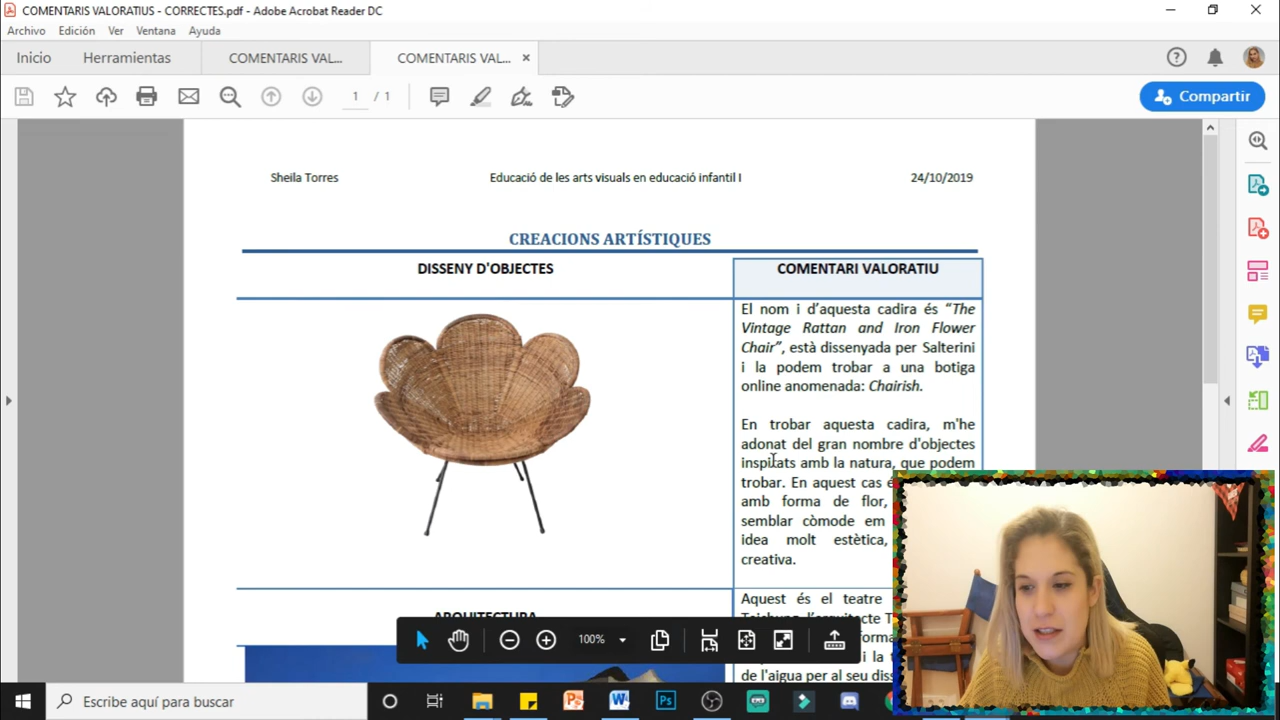 COMENTARIS VALORATIUS - CORRECTES.pdf - Adobe Acrobat Reader DC
Archivo Edición Ver Ventana Ayuda
Inicio Herramientas COMENTARIS VAL... COMENTARIS VAL...
1 / 1 Compartir
Sheila Torres Educació de les arts visuals en educació infantil I 24/10/2019
CREACIONS ARTÍSTIQUES
DISSENY D'OBJECTES
COMENTARI VALORATIU
El nom i d'aquesta cadira és “The
Vintage Rattan and Iron Flower
Chair”, està dissenyada per Salterini
i la podem trobar a una botiga
online anomenada: Chairish.
En trobar aquesta cadira, m'he
adonat del gran nombre d'objectes
inspirats amb la natura, que podem
trobar. En aquest cas
amb forma de flor,
semblar còmode em
idea molt estètica,
creativa.
ARQUITECTURA
Aquest és el teatre
i la
de l'aigua per al seu
100%
Escribe aquí para buscar